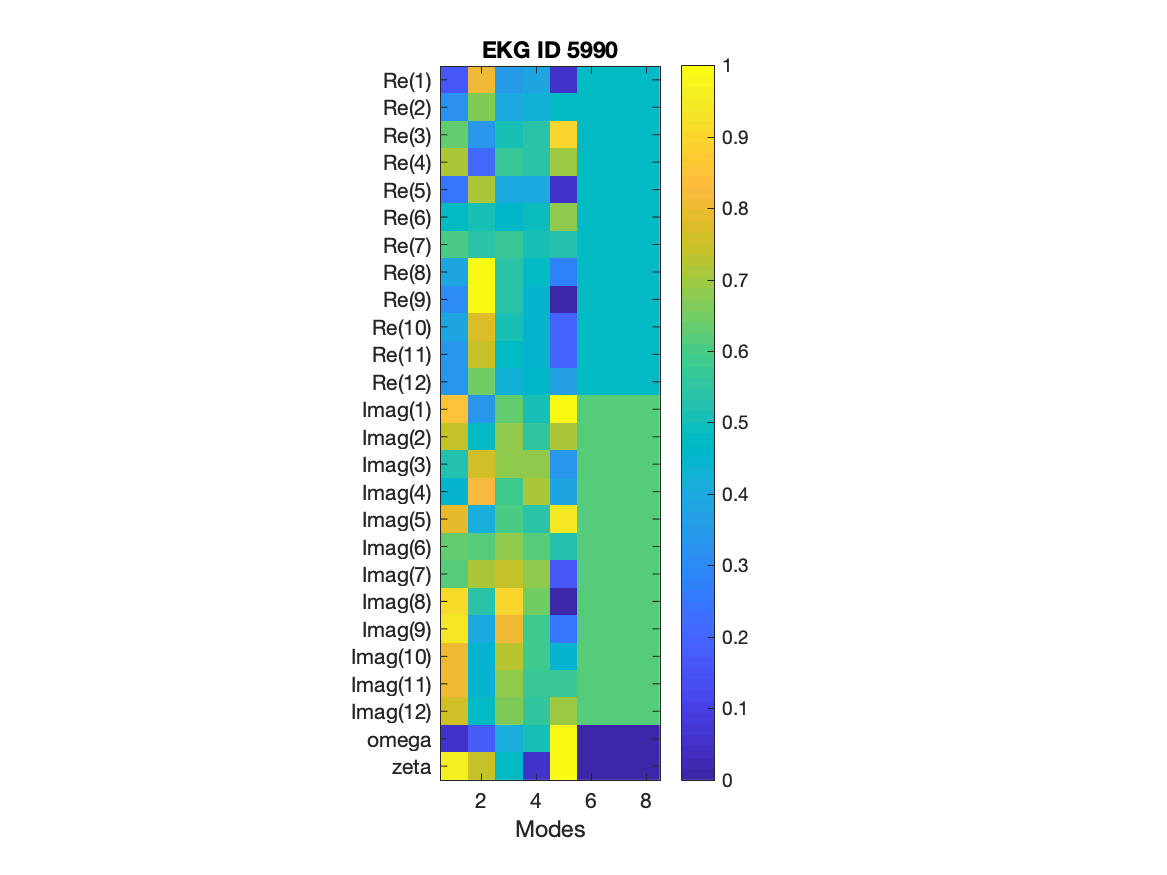 EKG ID 5990
Re(1)
Re(2)
Re(3)
Re(4)
Re(5)
Re(6)
Re(7)
Re(8)
Re(9)
Re(10)
Re(11)
Re(12)
Imag(1)
Imag(2)
Imag(3)
Imag(4)
Imag(5)
Imag(6)
Imag(7)
Imag(8)
Imag(9)
Imag(10)
Imag(11)
Imag(12)
omega
zeta
2 4 6 8
Modes
1
0.9
0.8
0.7
0.6
0.5
0.4
0.3
0.2
0.1
0